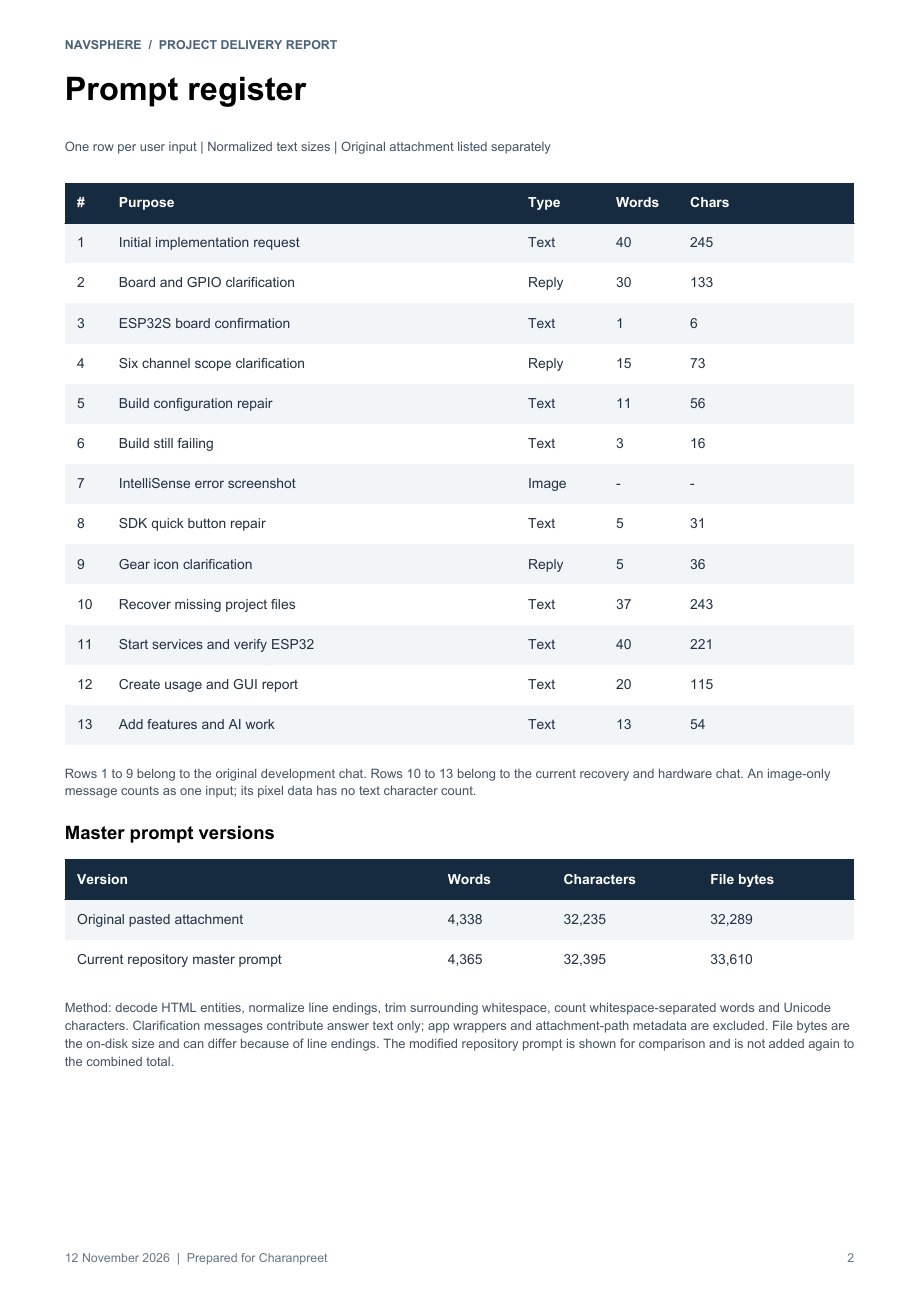 NAVSPHERE / PROJECT DELIVERY REPORT
Prompt register
One row per user input | Normalized text sizes | Original attachment listed separately
# Purpose Type Words Chars
1 Initial implementation request Text 40 245
2 Board and GPIO clarification Reply 30 133
3 ESP32S board confirmation Text 1 6
4 Six channel scope clarification Reply 15 73
5 Build configuration repair Text 11 56
6 Build still failing Text 3 16
7 IntelliSense error screenshot Image - -
8 SDK quick button repair Text 5 31
9 Gear icon clarification Reply 5 36
10 Recover missing project files Text 37 243
11 Start services and verify ESP32 Text 40 221
12 Create usage and GUI report Text 20 115
13 Add features and AI work Text 13 54
Rows 1 to 9 belong to the original development chat. Rows 10 to 13 belong to the current recovery and hardware chat. An image-only
message counts as one input; its pixel data has no text character count.
Master prompt versions
Version Words Characters File bytes
Original pasted attachment 4,338 32,235 32,289
Current repository master prompt 4,365 32,395 33,610
Method: decode HTML entities, normalize line endings, trim surrounding whitespace, count whitespace-separated words and Unicode
characters. Clarification messages contribute answer text only; app wrappers and attachment-path metadata are excluded. File bytes are
the on-disk size and can differ because of line endings. The modified repository prompt is shown for comparison and is not added again to
the combined total.
12 November 2026 | Prepared for Charanpreet 2